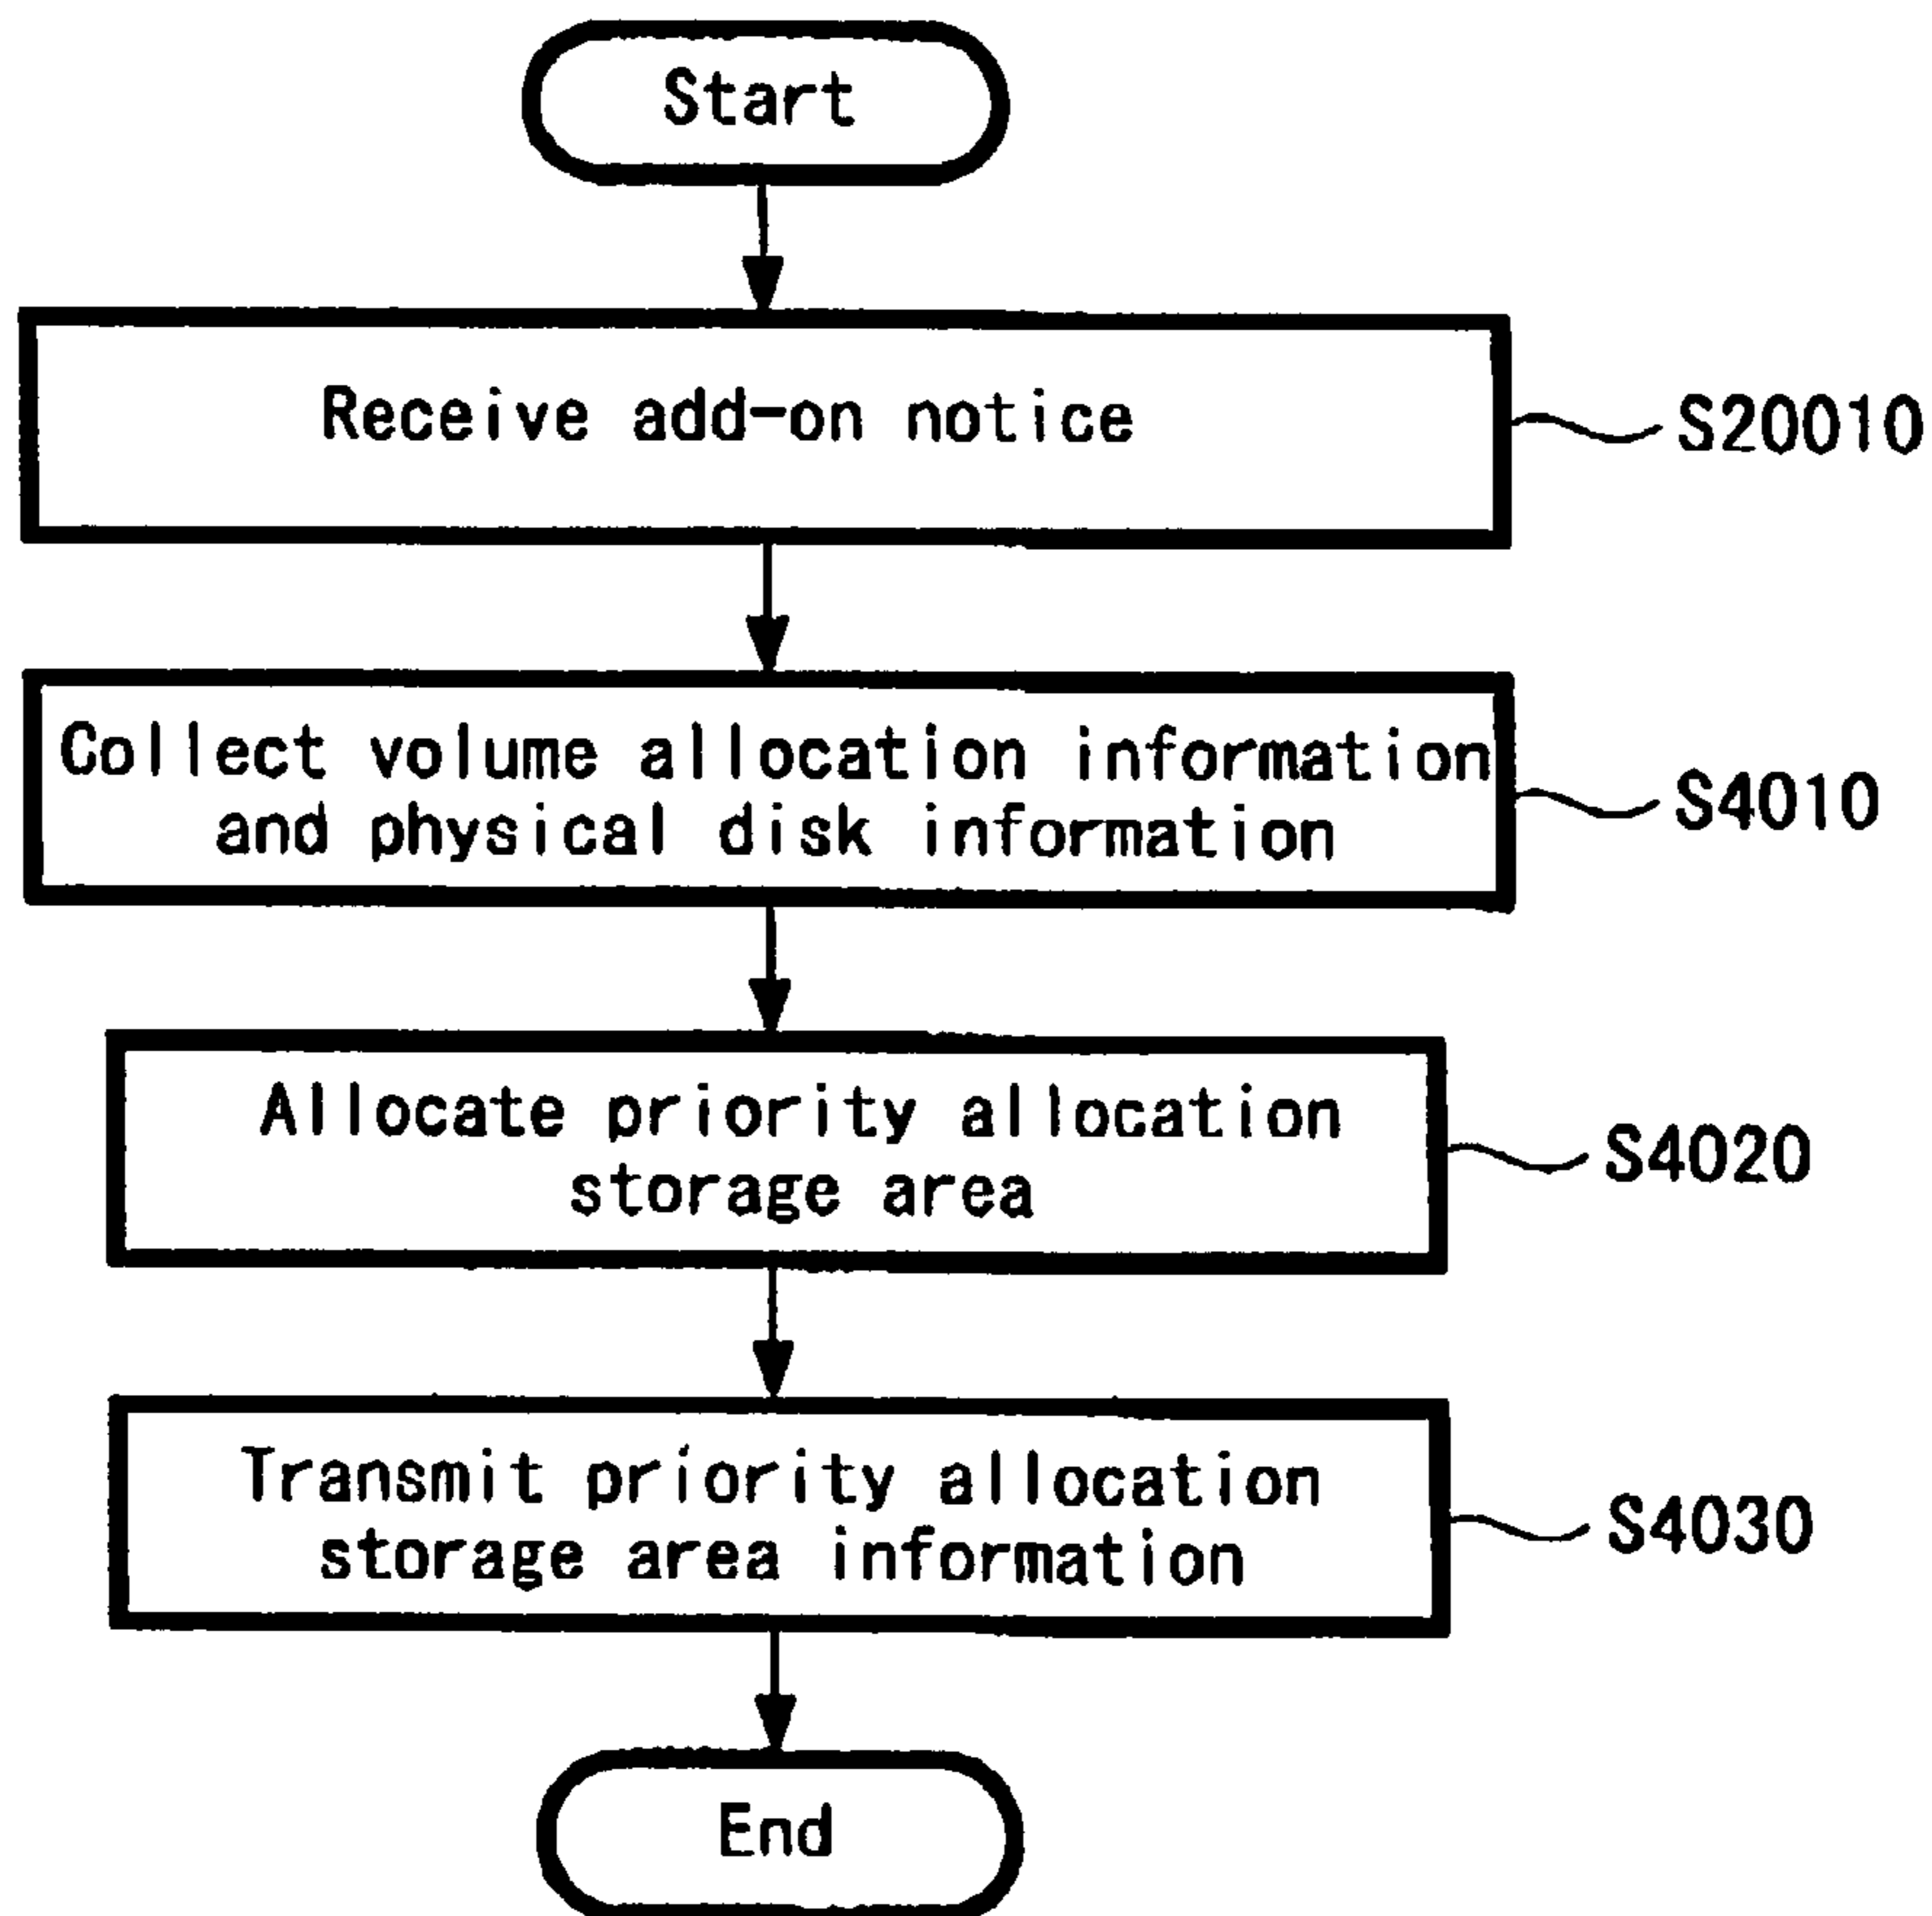 Start
Receive add-on notice
S20010
Collect volume allocation information
and physical disk information
S4010
Allocate priority allocation
storage area
S4020
Transmit priority allocation
storage area information
S4030
End